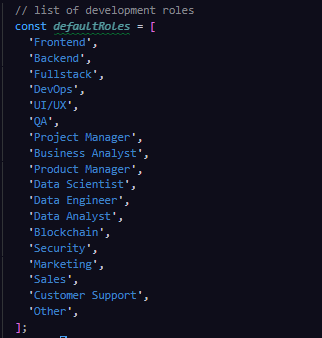 // list of development roles
const defaultRoles = [
'Frontend',
'Backend',
'Fullstack',
'DevOps',
'UI/UX',
'QA',
'Project Manager',
'Business Analyst',
'Product Manager',
'Data Scientist',
'Data Engineer',
'Data Analyst',
'Blockchain',
'Security',
'Marketing',
'Sales',
'Customer Support',
'Other',
];